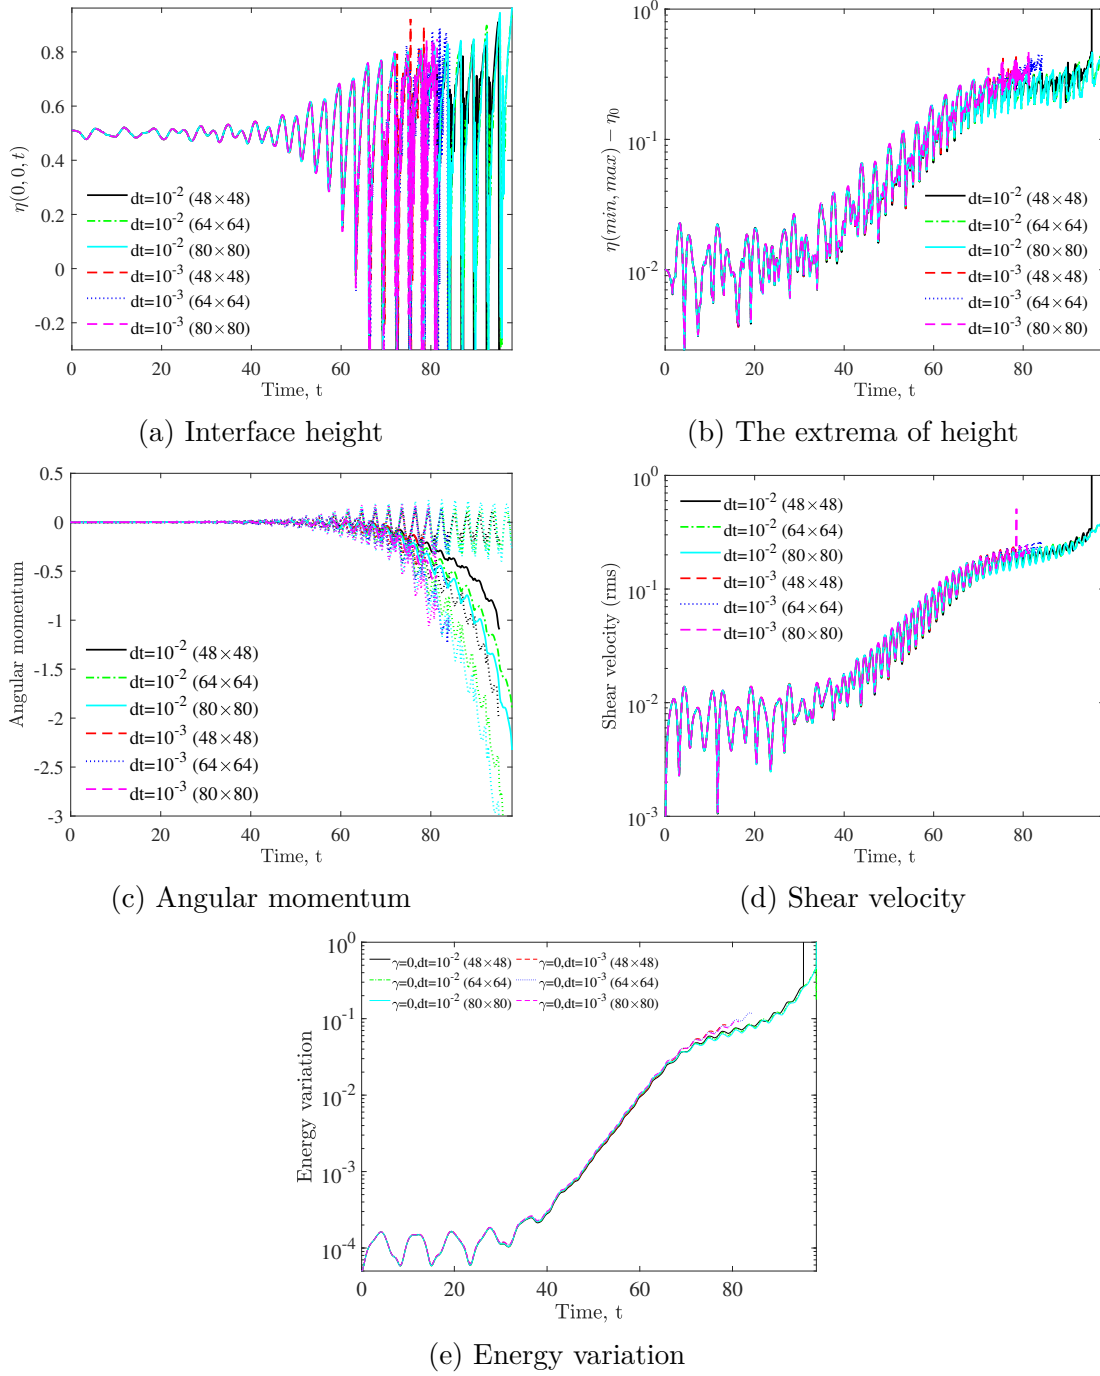 0.8
0.6
0.4
0.2
0
-0.2
η(0, 0, t)
dt=10⁻² (48×48)
dt=10⁻² (64×64)
dt=10⁻² (80×80)
dt=10⁻³ (48×48)
dt=10⁻³ (64×64)
dt=10⁻³ (80×80)
0 20 40 60 80
Time, t
(a) Interface height
10⁰
10⁻¹
10⁻²
η(min, max) − η₀
dt=10⁻² (48×48)
dt=10⁻² (64×64)
dt=10⁻² (80×80)
dt=10⁻³ (48×48)
dt=10⁻³ (64×64)
dt=10⁻³ (80×80)
0 20 40 60 80
Time, t
(b) The extrema of height
0.5
0
-0.5
-1
-1.5
-2
-2.5
-3
Angular momentum
dt=10⁻² (48×48)
dt=10⁻² (64×64)
dt=10⁻² (80×80)
dt=10⁻³ (48×48)
dt=10⁻³ (64×64)
dt=10⁻³ (80×80)
0 20 40 60 80
Time, t
(c) Angular momentum
10⁰
10⁻¹
10⁻²
10⁻³
Shear velocity (rms)
dt=10⁻² (48×48)
dt=10⁻² (64×64)
dt=10⁻² (80×80)
dt=10⁻³ (48×48)
dt=10⁻³ (64×64)
dt=10⁻³ (80×80)
0 20 40 60 80
Time, t
(d) Shear velocity
10⁰
10⁻¹
10⁻²
10⁻³
10⁻⁴
Energy variation
γ=0,dt=10⁻² (48×48) γ=0,dt=10⁻³ (48×48)
γ=0,dt=10⁻² (64×64) γ=0,dt=10⁻³ (64×64)
γ=0,dt=10⁻² (80×80) γ=0,dt=10⁻³ (80×80)
0 20 40 60 80
Time, t
(e) Energy variation